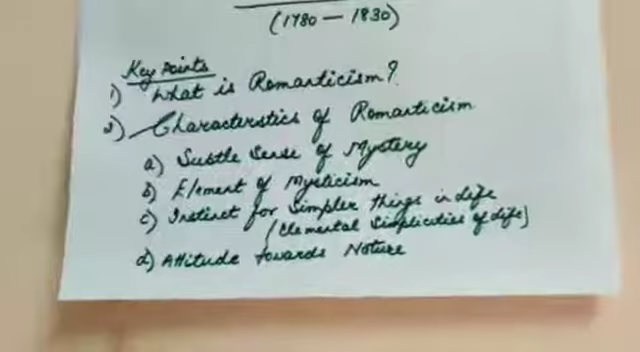 (1780 — 1830)
Key Points
1) What is Romanticism?
2) Characteristics of Romanticism
a) Subtle Sense of Mystery
b) Element of Mysticism
c) Instinct for Simpler things in life
(Elemental Simplicities of life)
d) Attitude towards Nature